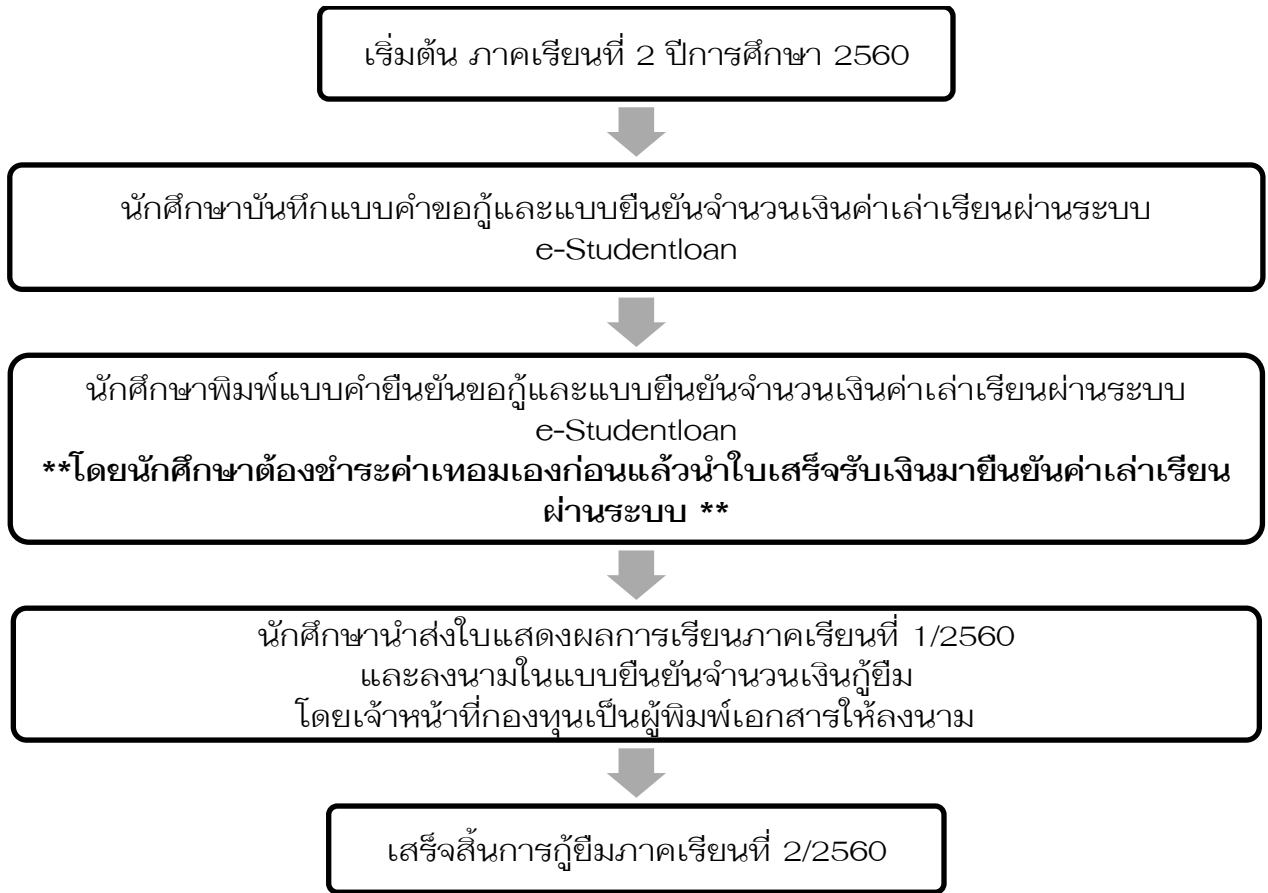 เริ่มต้น ภาคเรียนที่ 2 ปีการศึกษา 2560
นักศึกษาบันทึกแบบคำขอกู้และแบบยืนยันจำนวนเงินค่าเล่าเรียนผ่านระบบ
e-Studentloan
นักศึกษาพิมพ์แบบคำยืนยันขอกู้และแบบยืนยันจำนวนเงินค่าเล่าเรียนผ่านระบบ
e-Studentloan
**โดยนักศึกษาต้องชำระค่าเทอมเองก่อนแล้วนำใบเสร็จรับเงินมายืนยันค่าเล่าเรียน
ผ่านระบบ **
นักศึกษานำส่งใบแสดงผลการเรียนภาคเรียนที่ 1/2560
และลงนามในแบบยืนยันจำนวนเงินกู้ยืม
โดยเจ้าหน้าที่กองทุนเป็นผู้พิมพ์เอกสารให้ลงนาม
เสร็จสิ้นการกู้ยืมภาคเรียนที่ 2/2560